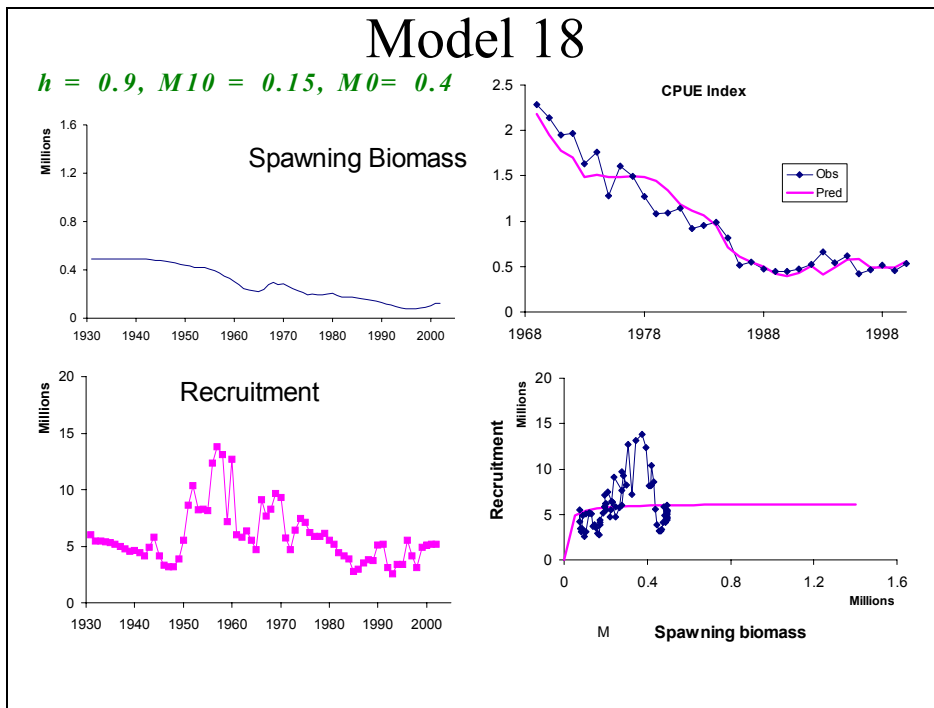 Model 18
h = 0.9, M10 = 0.15, M0= 0.4
Millions
Spawning Biomass
1.6
1.2
0.8
0.4
0
1930 1940 1950 1960 1970 1980 1990 2000
CPUE Index
2.5
2
1.5
1
0.5
0
Obs
Pred
1968 1978 1988 1998
Recruitment
Millions
20
15
10
5
0
1930 1940 1950 1960 1970 1980 1990 2000
Recruitment
Millions
20
15
10
5
0
0 0.4 0.8 1.2 1.6
Millions
M Spawning biomass